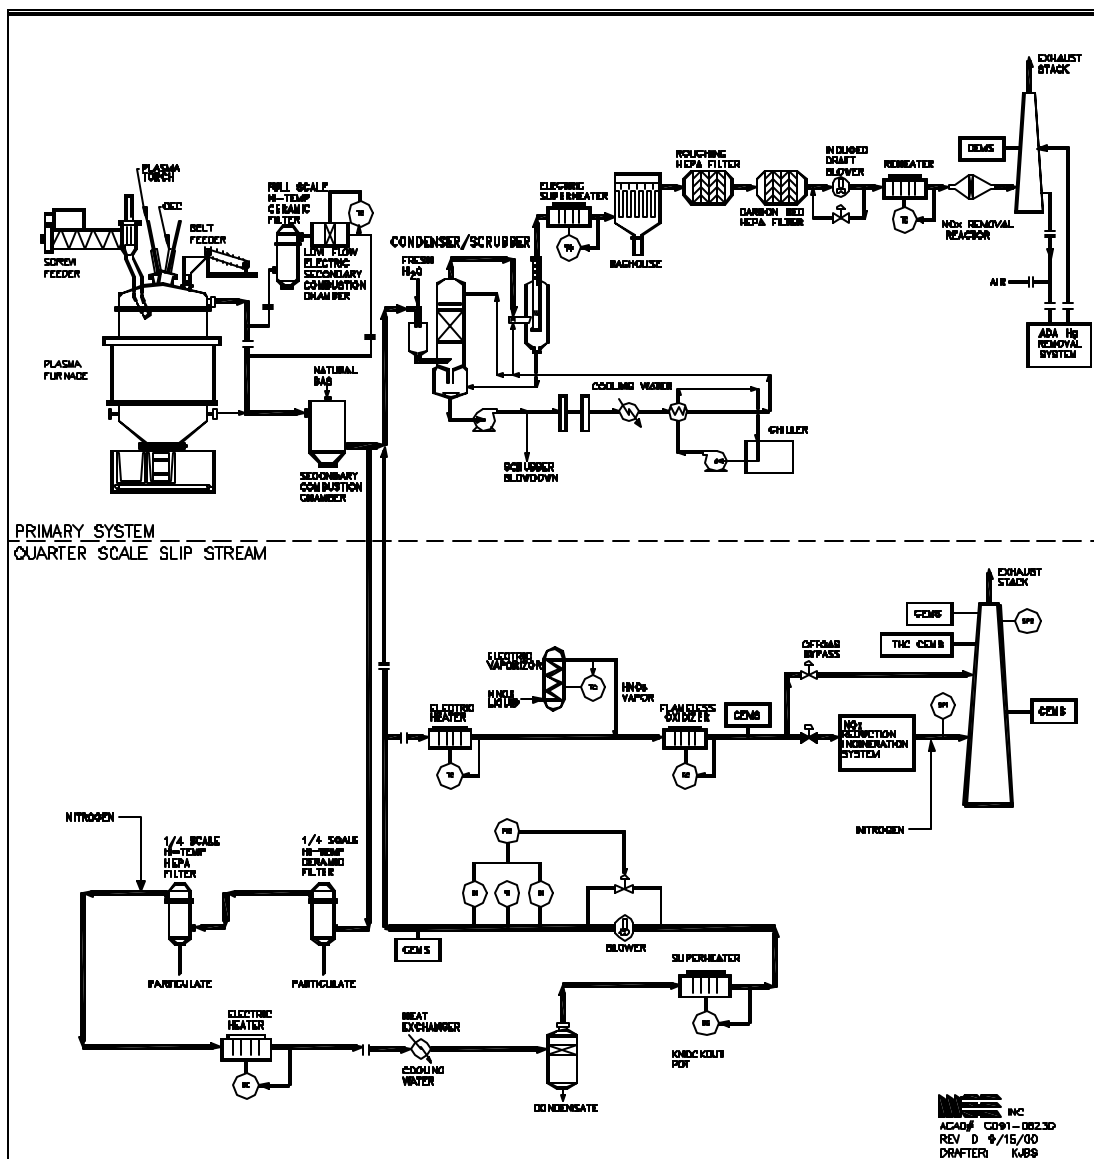 EXHAUST
STACK
CEMS
ROUGHING
HEPA FILTER
INDUCED
DRAFT
BLOWER
REHEATER
CARBON BED
HEPA
FILTER
NOx REMOVAL
REACTOR
ELECTRIC
SUPERHEATER
BAGHOUSE
AIR
ADA Hg
REMOVAL
SYSTEM
PLASMA
TORCH
BELT
FEEDER
SCREW
FEEDER
FULL SCALE
HI-TEMP
CERAMIC
FILTER
LOW FLOW
ELECTRIC
SECONDARY
COMBUSTION
CHAMBER
CONDENSER/SCRUBBER
FRESH
H2O
PLASMA
FURNACE
NATURAL
GAS
SECONDARY
COMBUSTION
CHAMBER
COOLING WATER
CHILLER
SCRUBBER
BLOWDOWN
PRIMARY SYSTEM
QUARTER SCALE SLIP STREAM
EXHAUST
STACK
CEMS
THC CEMS
CEMS
OFFGAS
BYPASS
ELECTRIC
VAPORIZOR
HNO3
LIQUID
HNO3
VAPOR
ELECTRIC
HEATER
FLAMELESS
OXIDIZER
CEMS
NOx
REDUCTION
INCINERATION
SYSTEM
NITROGEN
NITROGEN
1/4 SCALE
HI-TEMP
HEPA
FILTER
1/4 SCALE
HI-TEMP
CERAMIC
FILTER
PARTICULATE
PARTICULATE
CEMS
BLOWER
SUPERHEATER
ELECTRIC
HEATER
HEAT
EXCHANGER
COOLING
WATER
KNOCKOUT
POT
CONDENSATE
INC
REV D 9/15/00
DRAFTER: